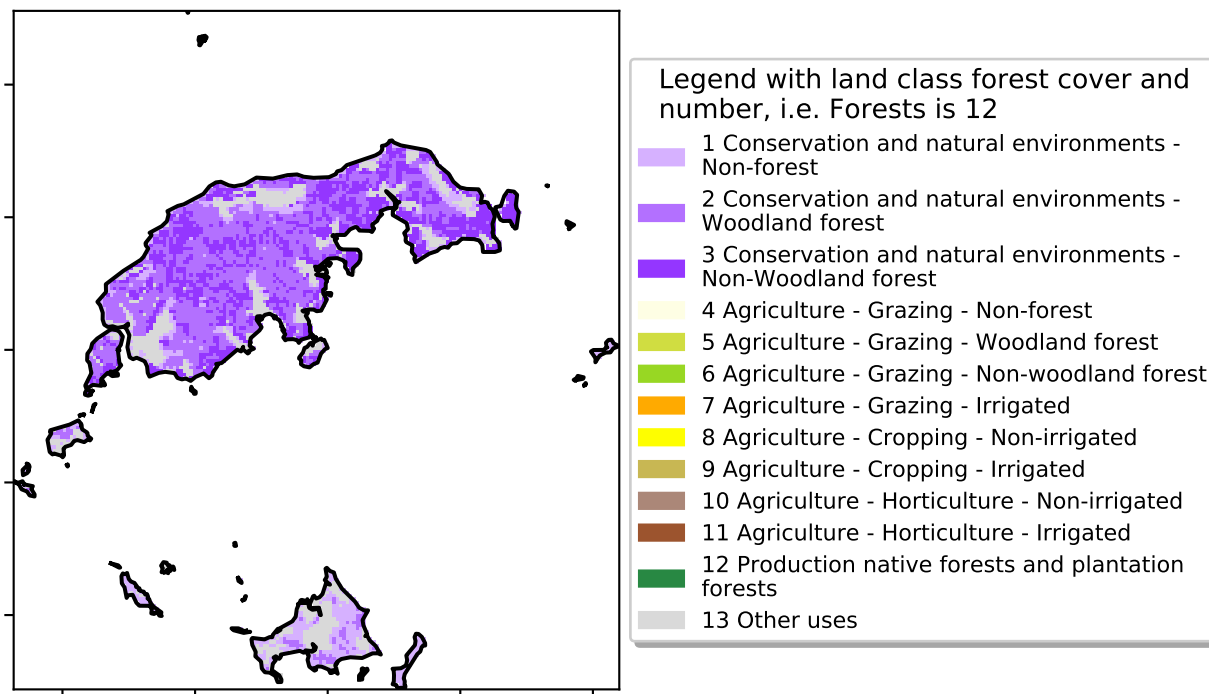 Legend with land class forest cover and
number, i.e. Forests is 12
1 Conservation and natural environments -
Non-forest
2 Conservation and natural environments -
Woodland forest
3 Conservation and natural environments -
Non-Woodland forest
4 Agriculture - Grazing - Non-forest
5 Agriculture - Grazing - Woodland forest
6 Agriculture - Grazing - Non-woodland forest
7 Agriculture - Grazing - Irrigated
8 Agriculture - Cropping - Non-irrigated
9 Agriculture - Cropping - Irrigated
10 Agriculture - Horticulture - Non-irrigated
11 Agriculture - Horticulture - Irrigated
12 Production native forests and plantation
forests
13 Other uses